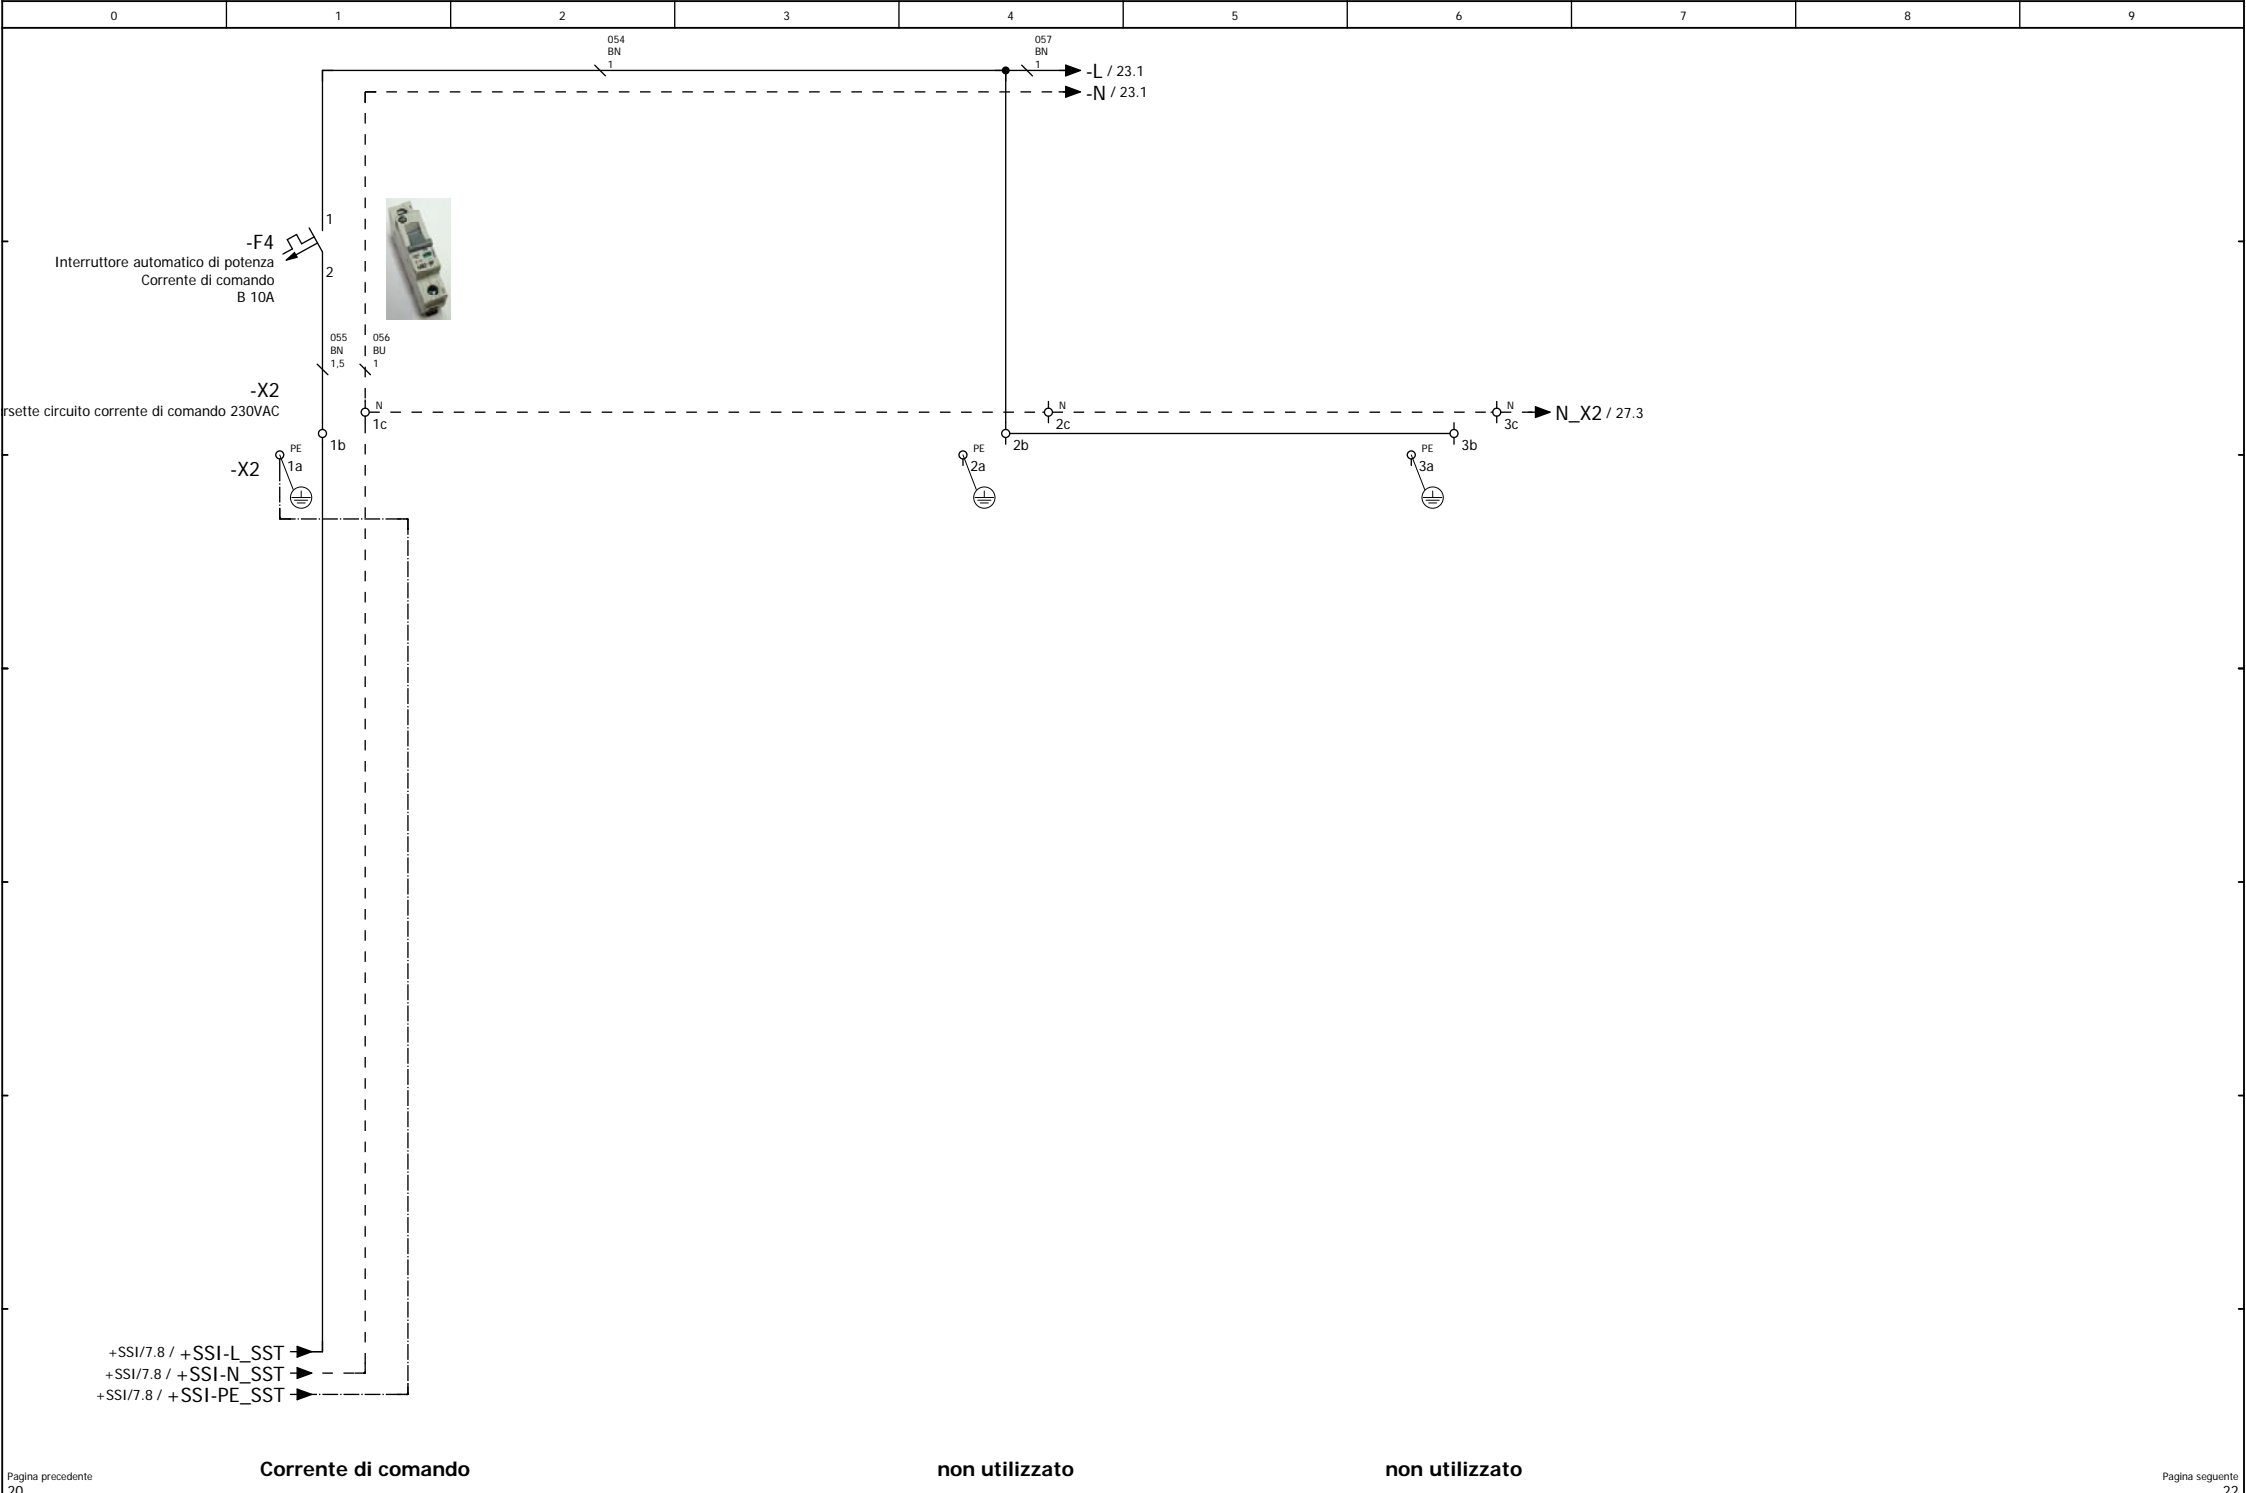 0 1 2 3 4 5 6 7 8 9
054
BN
1
057
BN
1
-L / 23.1
-N / 23.1
1
-F4
Interruttore automatico di potenza
Corrente di comando
B 10A
2
055
BN
1,5
056
BU
1
-X2
rsette circuito corrente di comando 230VAC
N
1c
N
2c
N
3c
N_X2 / 27.3
1b
2b
3b
-X2
PE
1a
PE
2a
PE
3a
+SSI/7.8 / +SSI-L_SST
+SSI/7.8 / +SSI-N_SST
+SSI/7.8 / +SSI-PE_SST
Corrente di comando
non utilizzato
non utilizzato
Pagina precedente
20
Pagina seguente
22